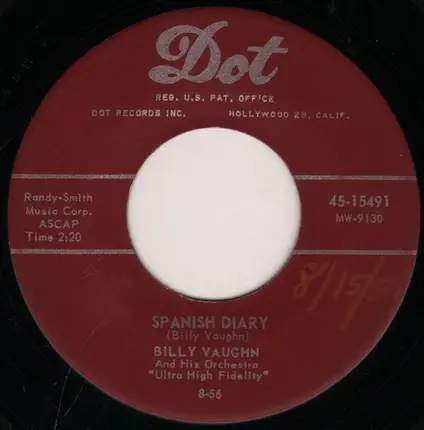 Dot
REG. U.S. PAT. OFFICE
DOT RECORDS INC. HOLLYWOOD 28, CALIF.
Randy-Smith
Music Corp.
ASCAP
Time 2:20
45-15491
MW-9130
SPANISH DIARY
(Billy Vaughn)
BILLY VAUGHN
And His Orchestra
"Ultra High Fidelity"
8-56